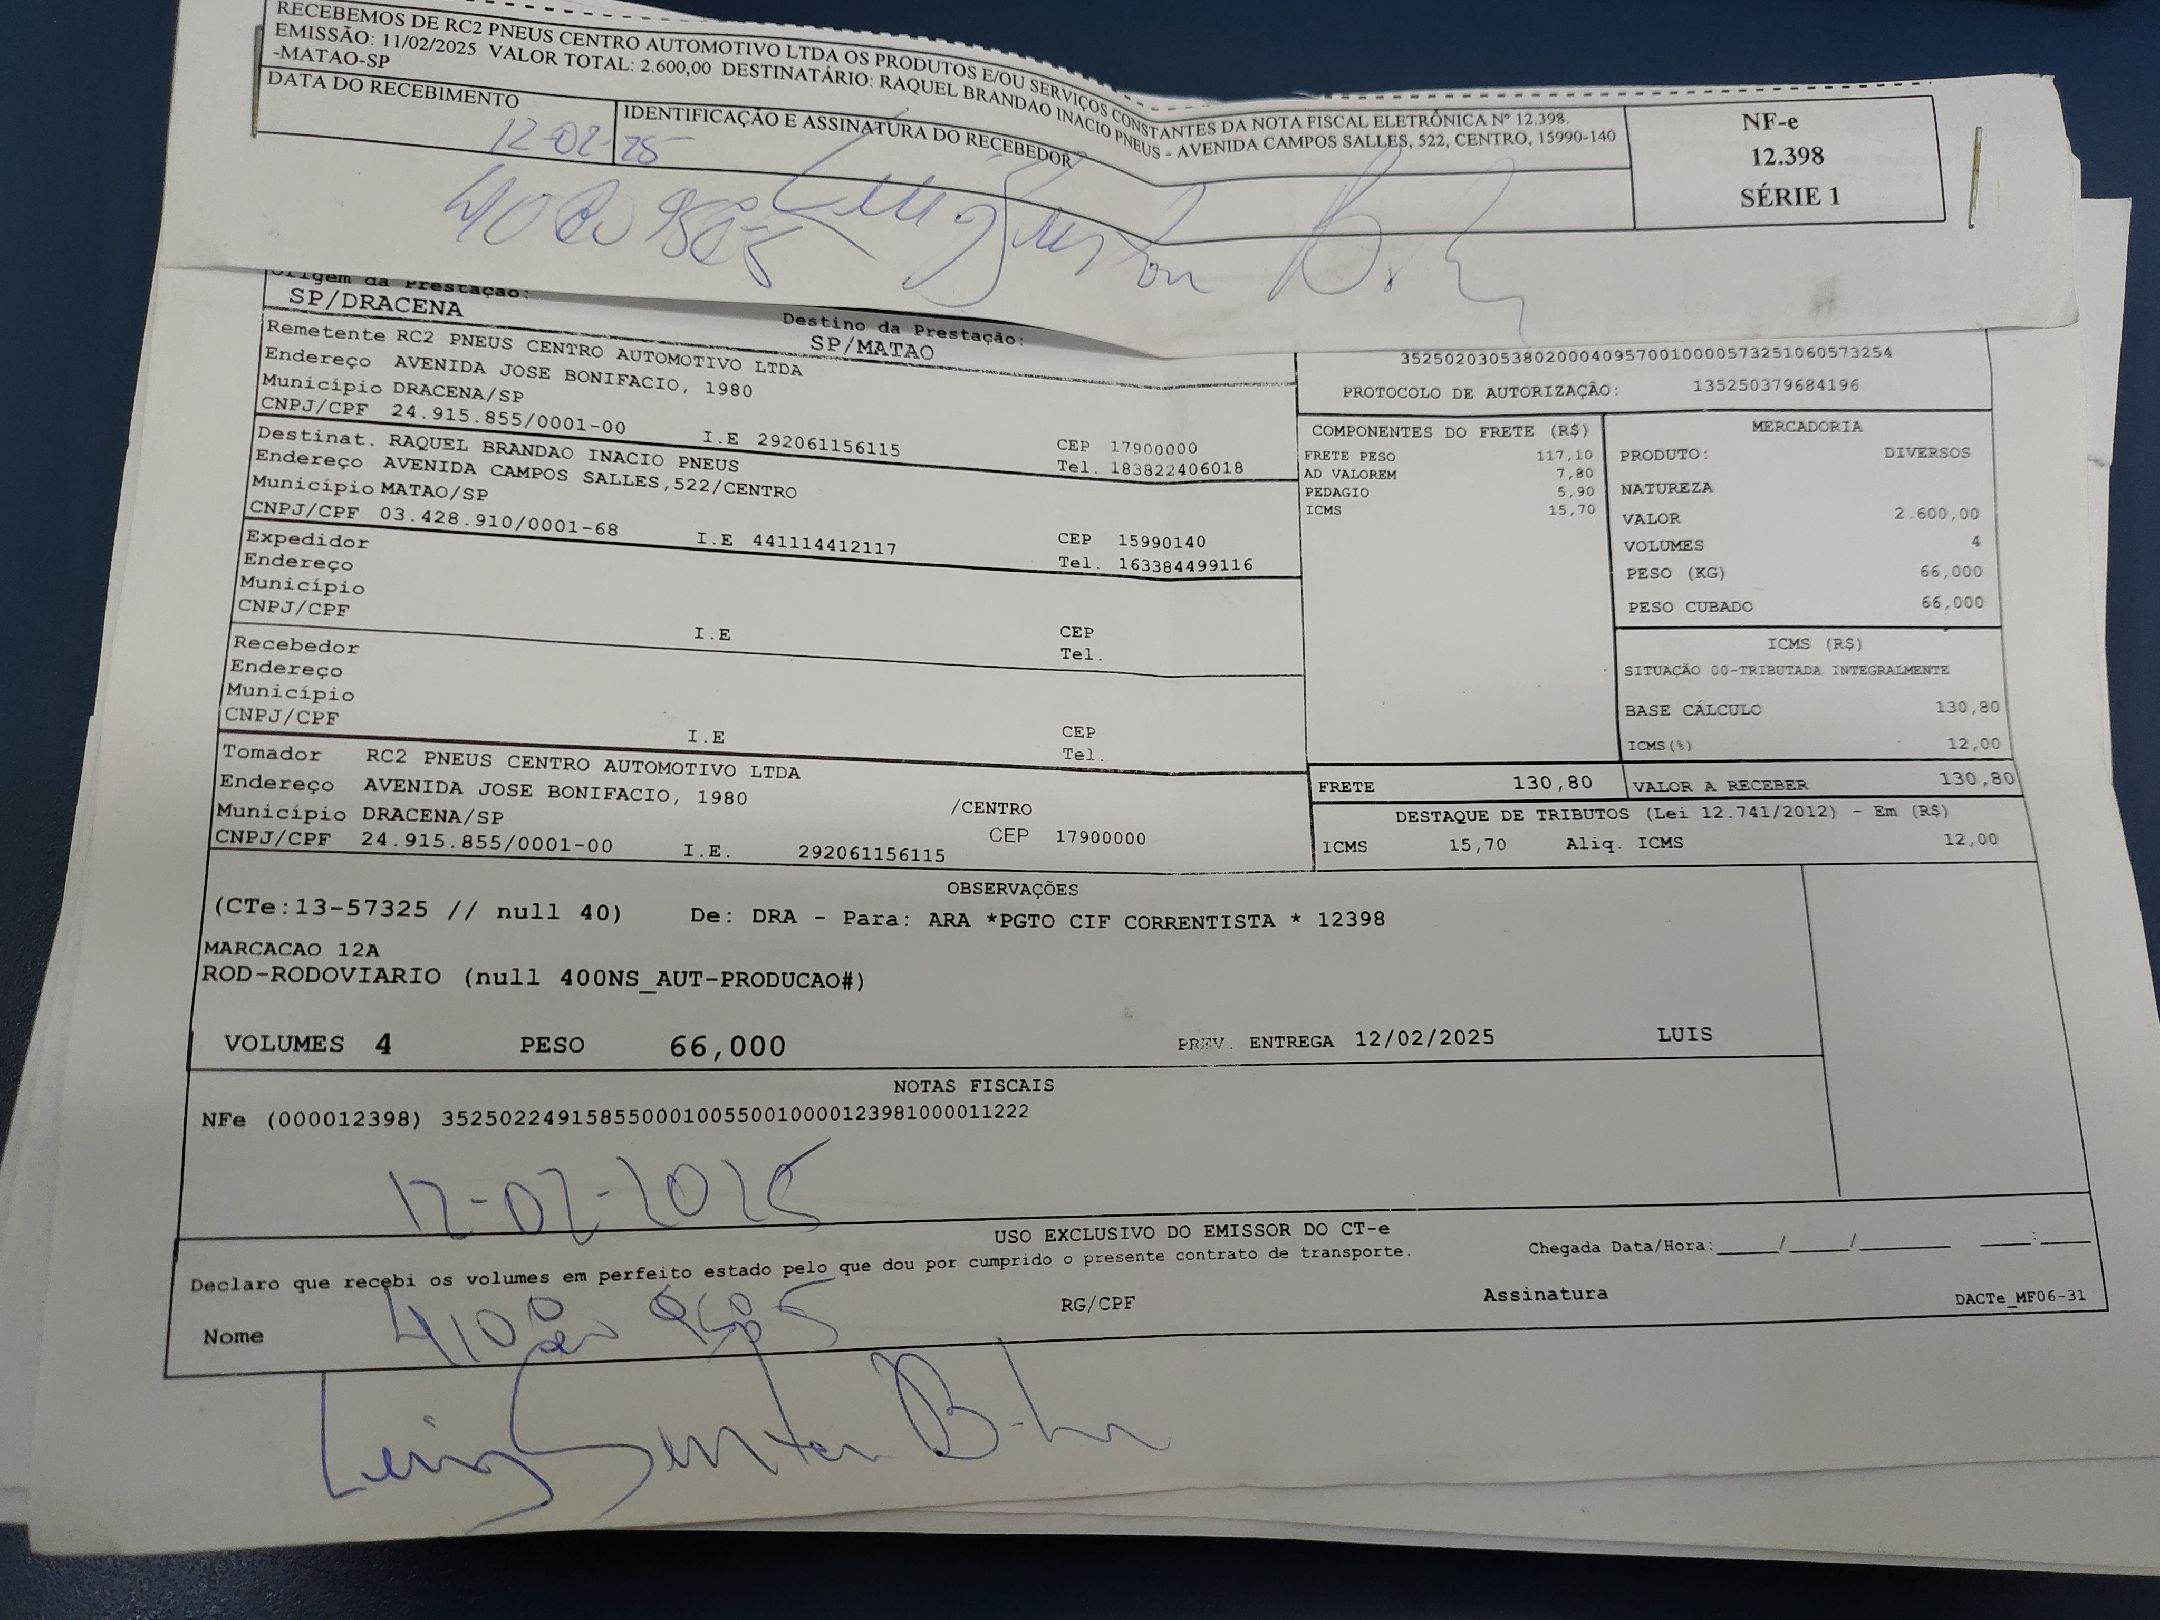 RECEBEMOS DE RC2 PNEUS CENTRO AUTOMOTIVO LTDA OS PRODUTOS E/OU SERVIÇOS CONSTANTES DA NOTA FISCAL ELETRÔNICA Nº 12.398.
EMISSÃO: 11/02/2025 VALOR TOTAL: 2.600,00 DESTINATÁRIO: RAQUEL BRANDAO INACIO PNEUS - AVENIDA CAMPOS SALLES, 522, CENTRO, 15990-140
-MATAO-SP
DATA DO RECEBIMENTO
12-02-25
IDENTIFICAÇÃO E ASSINATURA DO RECEBEDOR
NF-e
12.398
SÉRIE 1
Origem da Prestação:
SP/DRACENA
Destino da Prestação:
SP/MATAO
Remetente RC2 PNEUS CENTRO AUTOMOTIVO LTDA
Endereço AVENIDA JOSE BONIFACIO, 1980
Município DRACENA/SP
CEP 17900000
CNPJ/CPF 24.915.855/0001-00 I.E 292061156115 Tel. 183822406018
Destinat. RAQUEL BRANDAO INACIO PNEUS
Endereço AVENIDA CAMPOS SALLES,522/CENTRO
Município MATAO/SP
CEP 15990140
CNPJ/CPF 03.428.910/0001-68 I.E 441114412117 Tel. 163384499116
Expedidor
Endereço
Município
CEP
CNPJ/CPF I.E Tel.
Recebedor
Endereço
Município
CEP
CNPJ/CPF I.E Tel.
Tomador RC2 PNEUS CENTRO AUTOMOTIVO LTDA
Endereço AVENIDA JOSE BONIFACIO, 1980 /CENTRO
Município DRACENA/SP CEP 17900000
CNPJ/CPF 24.915.855/0001-00 I.E. 292061156115
35250203053802000409570010000573251060573254
PROTOCOLO DE AUTORIZAÇÃO: 135250379684196
COMPONENTES DO FRETE (R$)
FRETE PESO 117,10
AD VALOREM 7,80
PEDAGIO 5,90
ICMS 15,70
MERCADORIA
PRODUTO: DIVERSOS
NATUREZA
VALOR 2.600,00
VOLUMES 4
PESO (KG) 66,000
PESO CUBADO 66,000
ICMS (R$)
SITUAÇÃO 00-TRIBUTADA INTEGRALMENTE
BASE CÁLCULO 130,80
ICMS(%) 12,00
FRETE 130,80 VALOR A RECEBER 130,80
DESTAQUE DE TRIBUTOS (Lei 12.741/2012) - Em (R$)
ICMS 15,70 Aliq. ICMS 12,00
OBSERVAÇÕES
(CTe:13-57325 // null 40) De: DRA - Para: ARA *PGTO CIF CORRENTISTA * 12398
MARCACAO 12A
ROD-RODOVIARIO (null 400NS_AUT-PRODUCAO#)
VOLUMES 4 PESO 66,000 PREV. ENTREGA 12/02/2025 LUIS
NOTAS FISCAIS
NFe (000012398) 35250224915855000100550010000123981000011222
12-02-2025
USO EXCLUSIVO DO EMISSOR DO CT-e
Declaro que recebi os volumes em perfeito estado pelo que dou por cumprido o presente contrato de transporte. Chegada Data/Hora:____/____/______ ___:___
Nome RG/CPF Assinatura DACTe_MF06-31